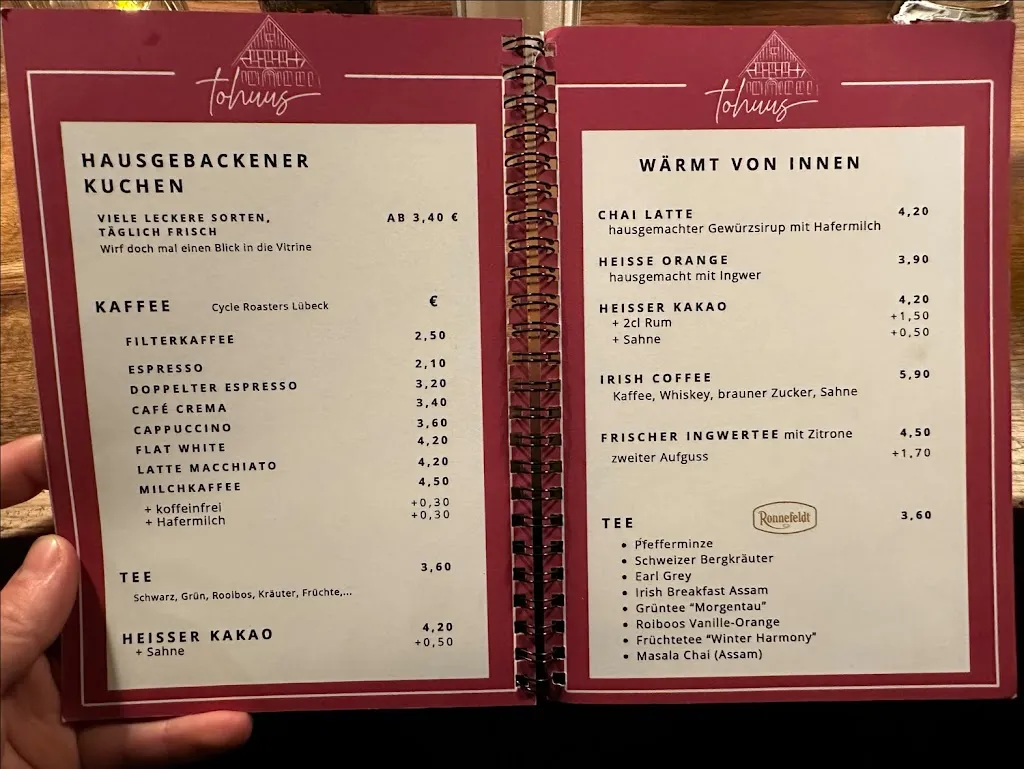 tohuus
HAUSGEBACKENER
KUCHEN
VIELE LECKERE SORTEN, AB 3,40 €
TÄGLICH FRISCH
Wirf doch mal einen Blick in die Vitrine
KAFFEE Cycle Roasters Lübeck €
FILTERKAFFEE 2,50
ESPRESSO 2,10
DOPPELTER ESPRESSO 3,20
CAFÉ CREMA 3,40
CAPPUCCINO 3,60
FLAT WHITE 4,20
LATTE MACCHIATO 4,20
MILCHKAFFEE 4,50
+ koffeinfrei +0,30
+ Hafermilch +0,30
TEE 3,60
Schwarz, Grün, Rooibos, Kräuter, Früchte,...
HEISSER KAKAO 4,20
+ Sahne +0,50
tohuus
WÄRMT VON INNEN
CHAI LATTE 4,20
hausgemachter Gewürzsirup mit Hafermilch
HEISSE ORANGE 3,90
hausgemacht mit Ingwer
HEISSER KAKAO 4,20
+ 2cl Rum +1,50
+ Sahne +0,50
IRISH COFFEE 5,90
Kaffee, Whiskey, brauner Zucker, Sahne
FRISCHER INGWERTEE mit Zitrone 4,50
zweiter Aufguss +1,70
TEE Ronnefeldt 3,60
• Pfefferminze
• Schweizer Bergkräuter
• Earl Grey
• Irish Breakfast Assam
• Grüntee “Morgentau”
• Roiboos Vanille-Orange
• Früchtetee “Winter Harmony”
• Masala Chai (Assam)